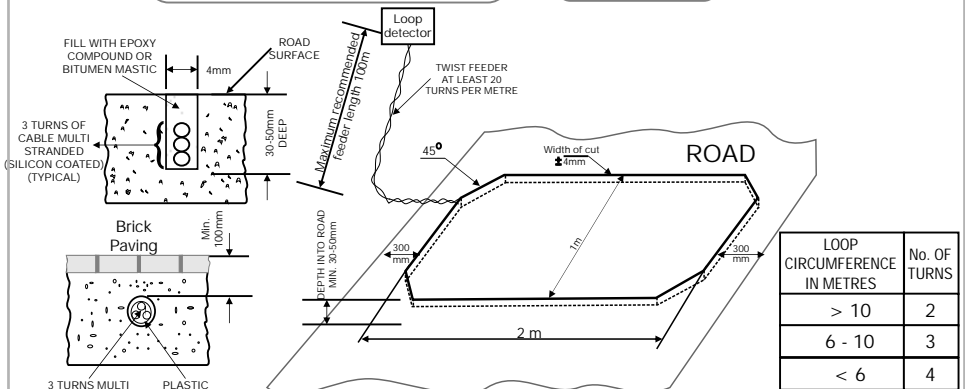 Loop
detector
FILL WITH EPOXY
COMPOUND OR
BITUMEN MASTIC
ROAD
SURFACE
4mm
TWIST FEEDER
AT LEAST 20
TURNS PER METRE
Maximum recommended
feeder length 100m
3 TURNS OF
CABLE MULTI
STRANDED
(SILICON COATED)
(TYPICAL)
30-50mm
DEEP
45°
Width of cut
±4mm
ROAD
1m
300
mm
300
mm
DEPTH INTO ROAD
MIN. 30-50mm
2 m
Brick
Paving
Min.
100mm
3 TURNS MULTI
PLASTIC
LOOP
CIRCUMFERENCE
IN METRES
No. OF
TURNS
> 10
2
6 - 10
3
< 6
4